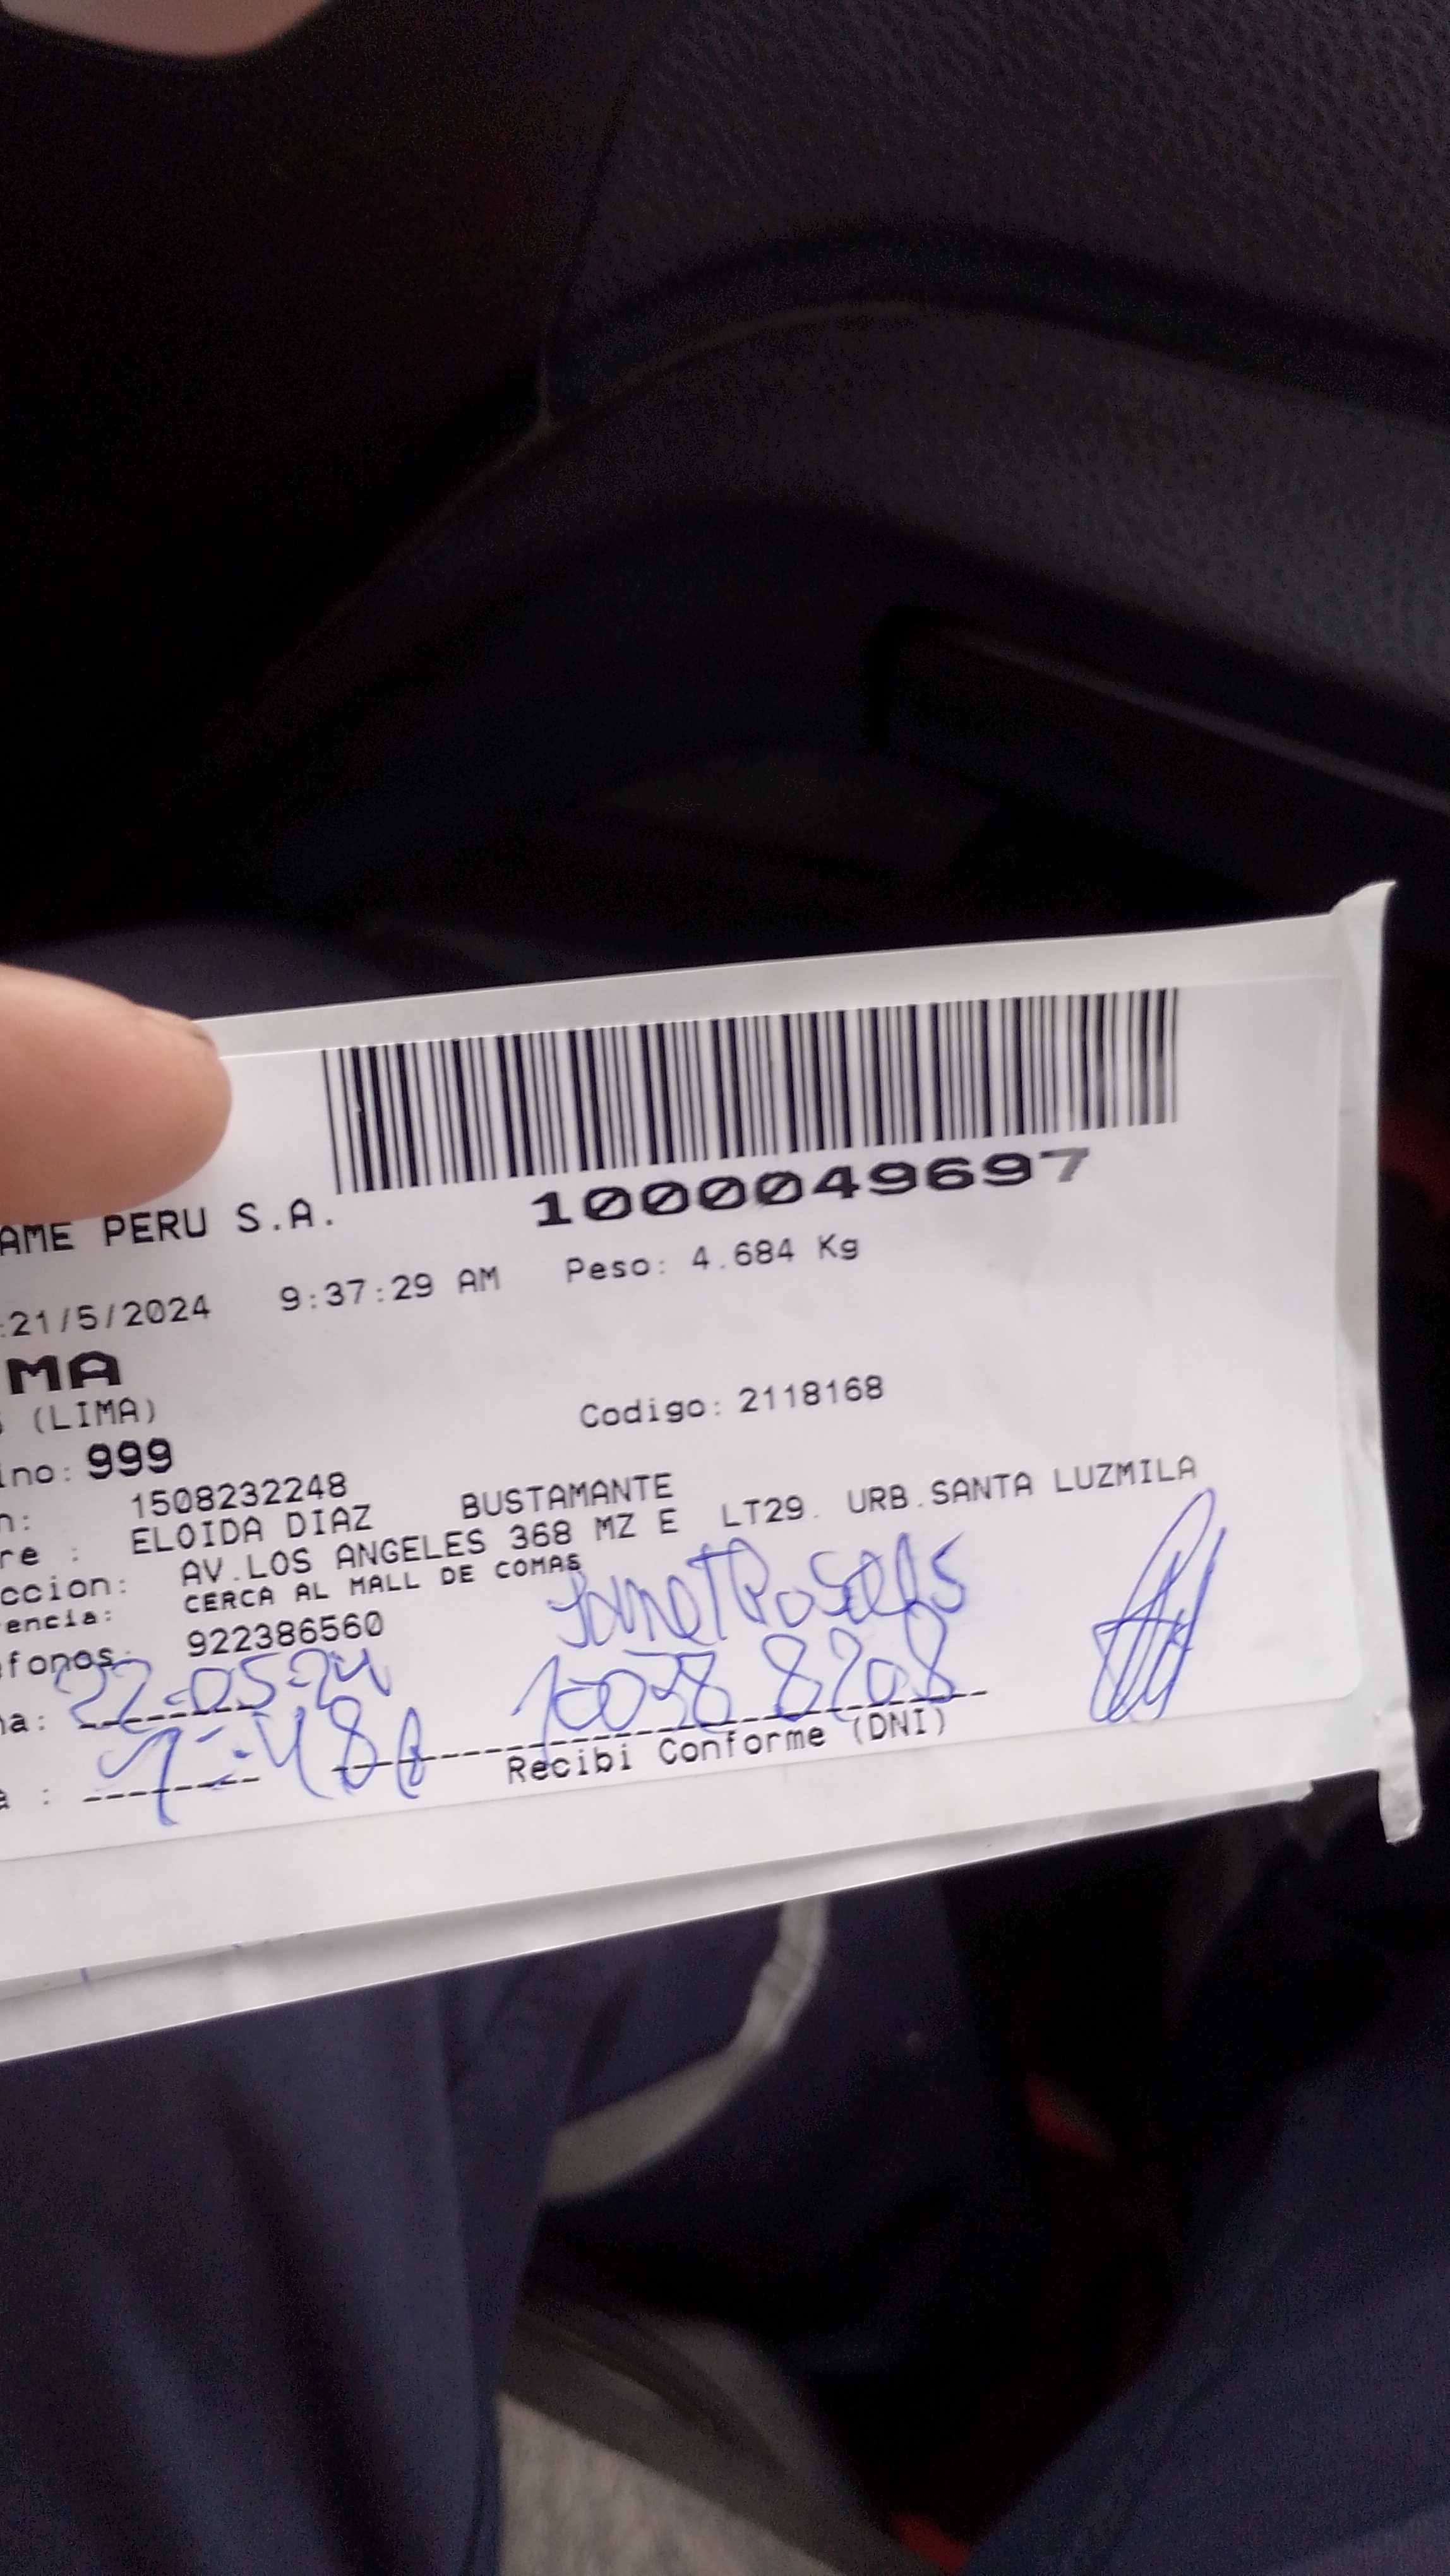 AME PERU S.A.
1000049697
:21/5/2024 9:37:29 AM Peso: 4.684 Kg
MA
(LIMA)
Codigo: 2118168
ino: 999
n: 1508232248
re : ELOIDA DIAZ BUSTAMANTE
ccion: AV.LOS ANGELES 368 MZ E LT29. URB.SANTA LUZMILA
encia: CERCA AL MALL DE COMAS
éfonos: 922386560
na: 22-05-24
a :
Recibi Conforme (DNI)